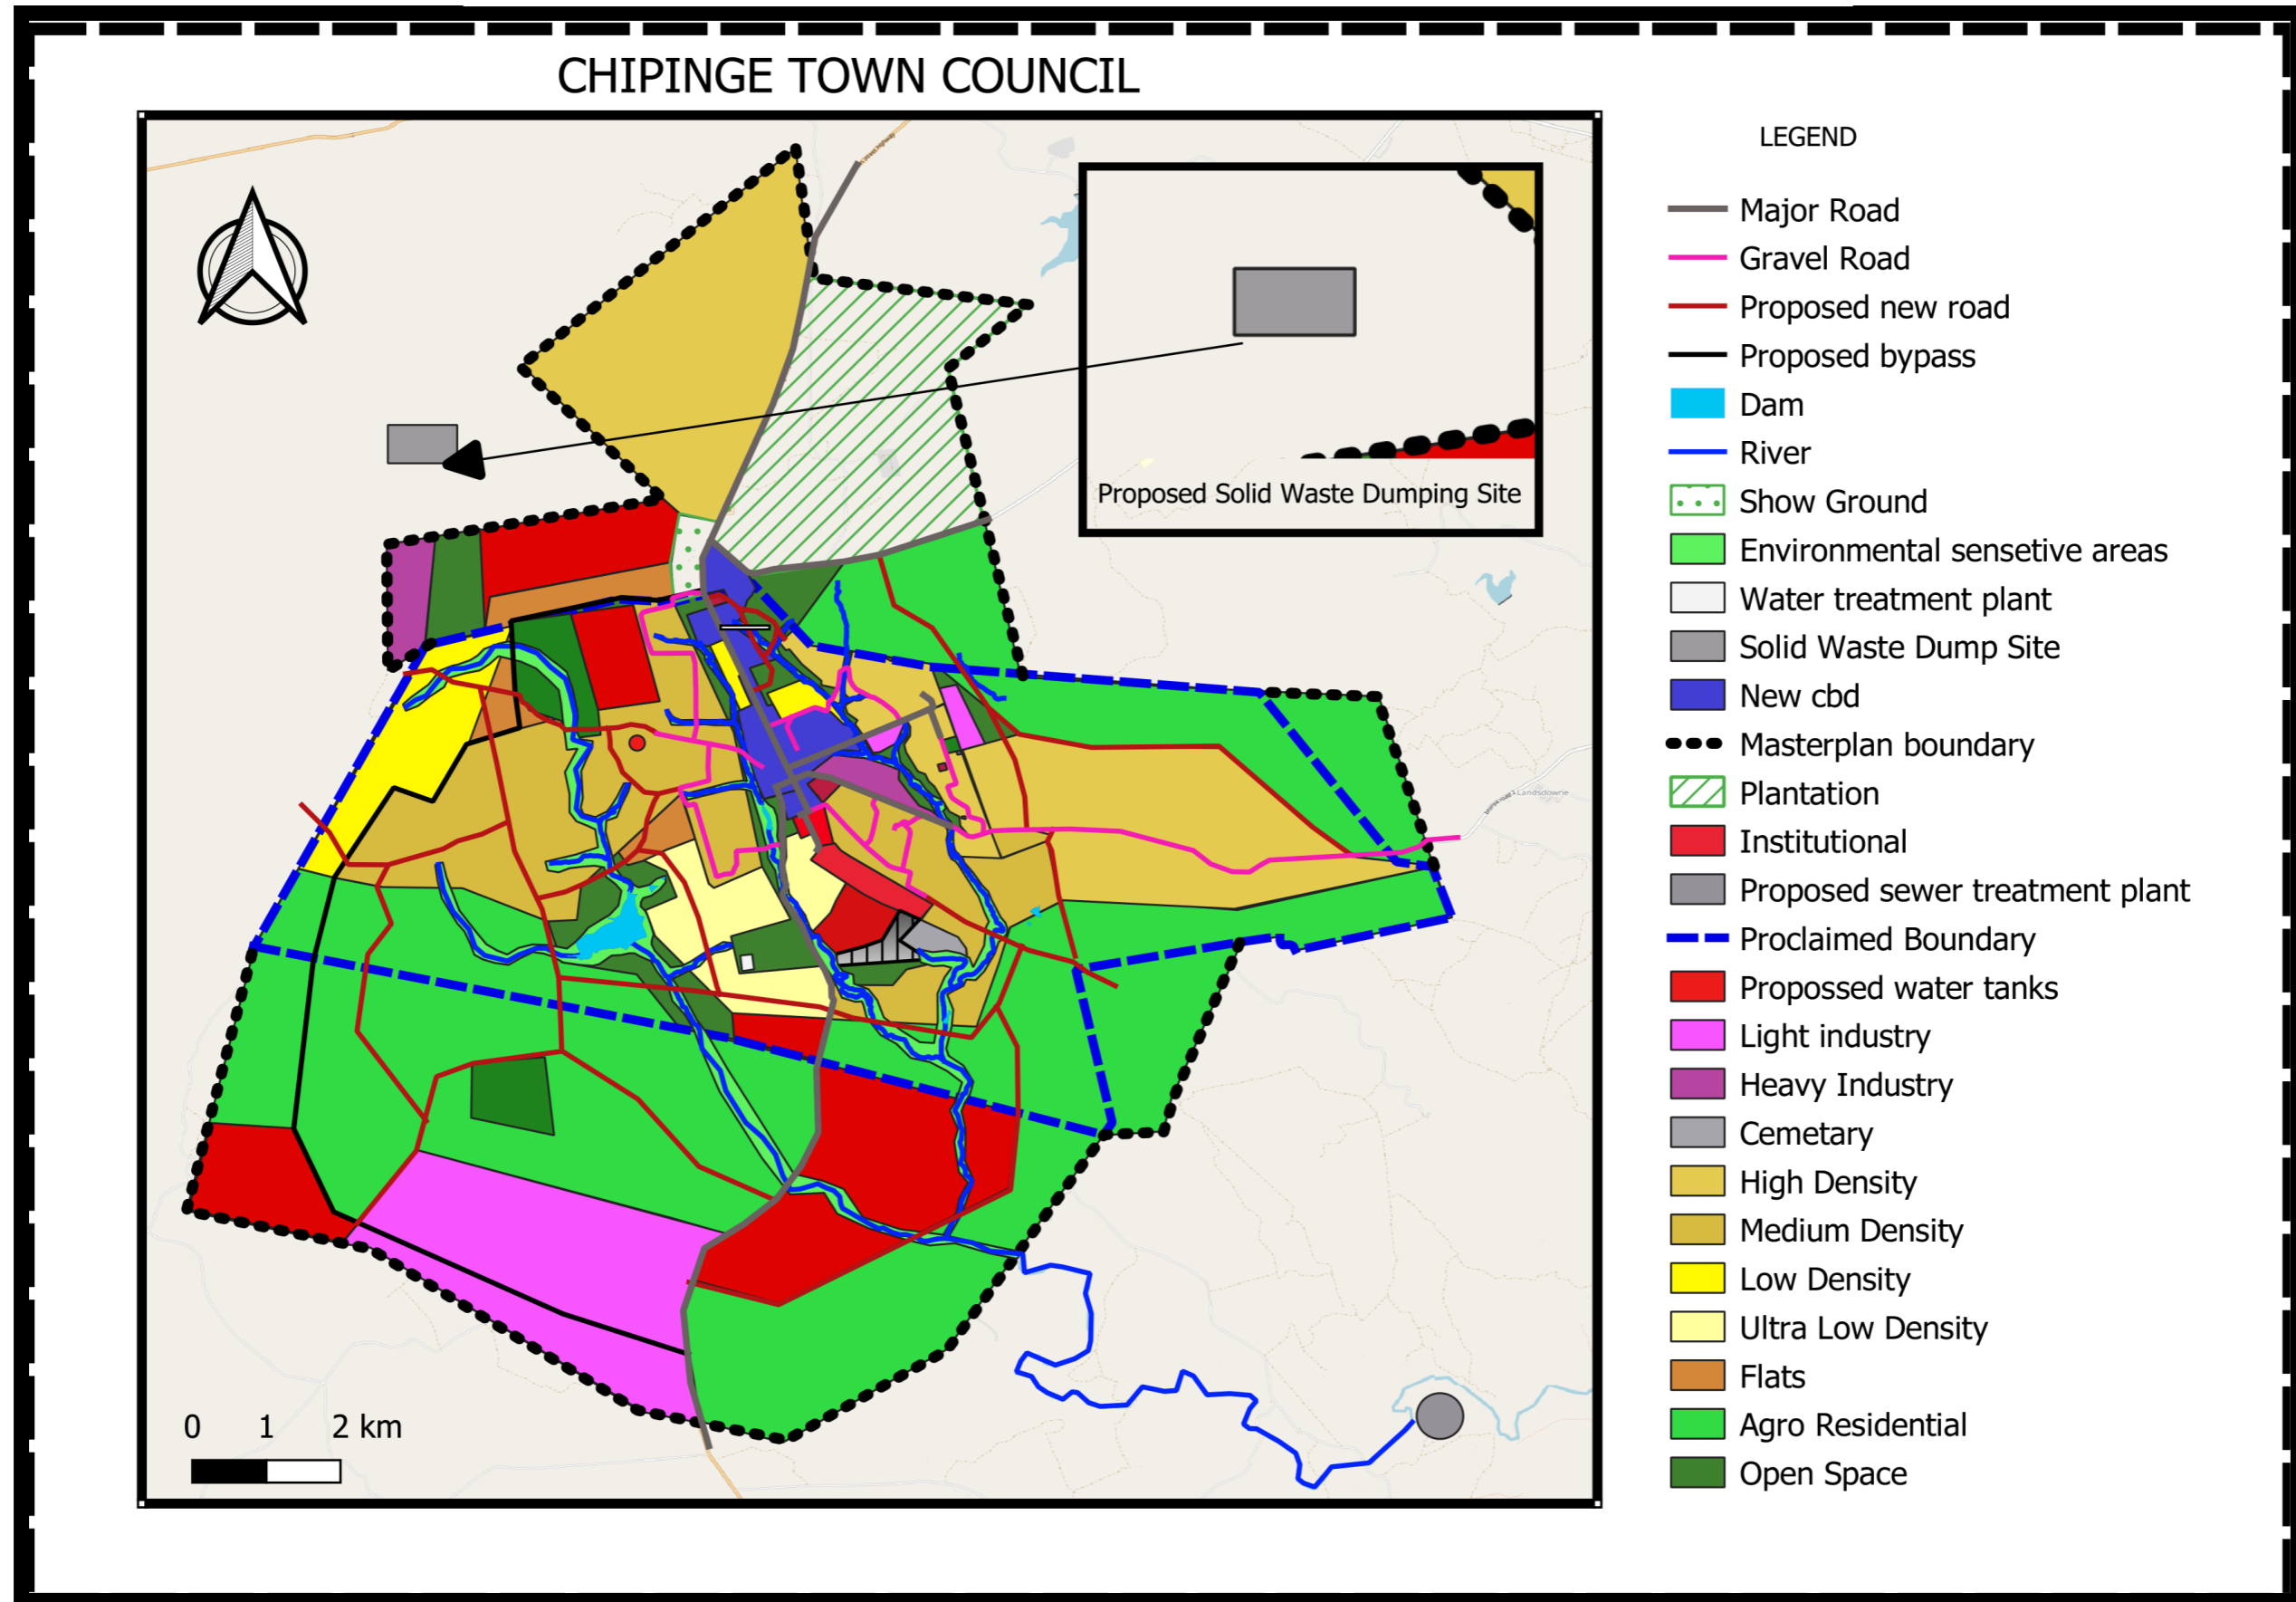 CHIPINGE TOWN COUNCIL
Proposed Solid Waste Dumping Site
Landsdowne
0 1 2 km
LEGEND
Major Road
Gravel Road
Proposed new road
Proposed bypass
Dam
River
Show Ground
Environmental sensetive areas
Water treatment plant
Solid Waste Dump Site
New cbd
Masterplan boundary
Plantation
Institutional
Proposed sewer treatment plant
Proclaimed Boundary
Propossed water tanks
Light industry
Heavy Industry
Cemetary
High Density
Medium Density
Low Density
Ultra Low Density
Flats
Agro Residential
Open Space